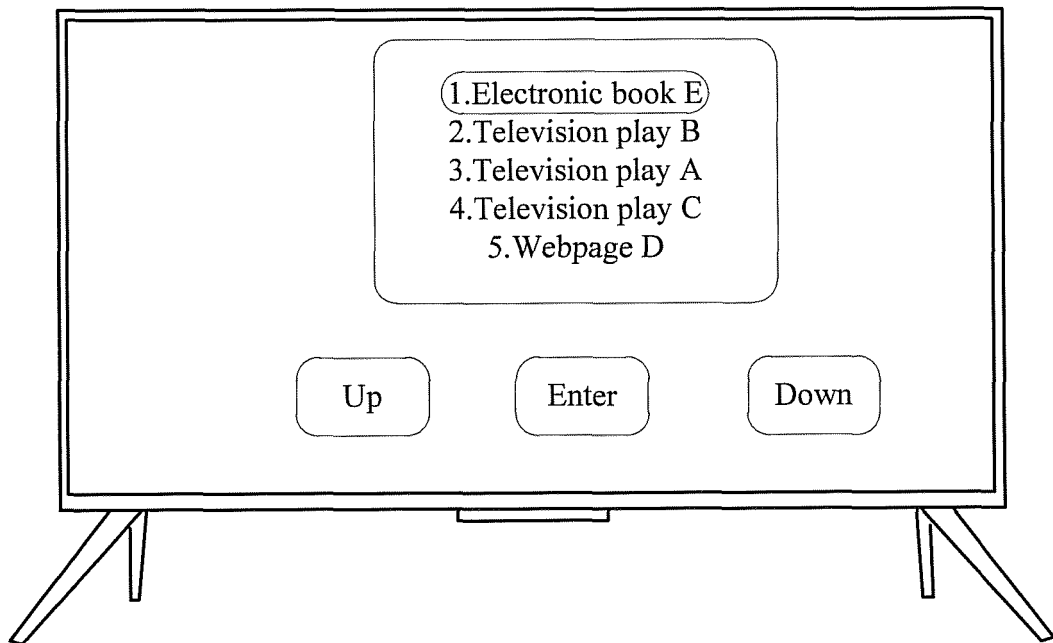 1.Electronic book E
2.Television play B
3.Television play A
4.Television play C
5.Webpage D
Up
Enter
Down